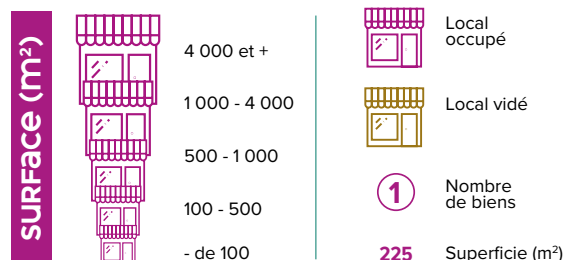 SURFACE (m²)
4 000 et +
1 000 - 4 000
500 - 1 000
100 - 500
- de 100
Local
occupé
Local vidé
1
Nombre
de biens
225
Superficie (m²)